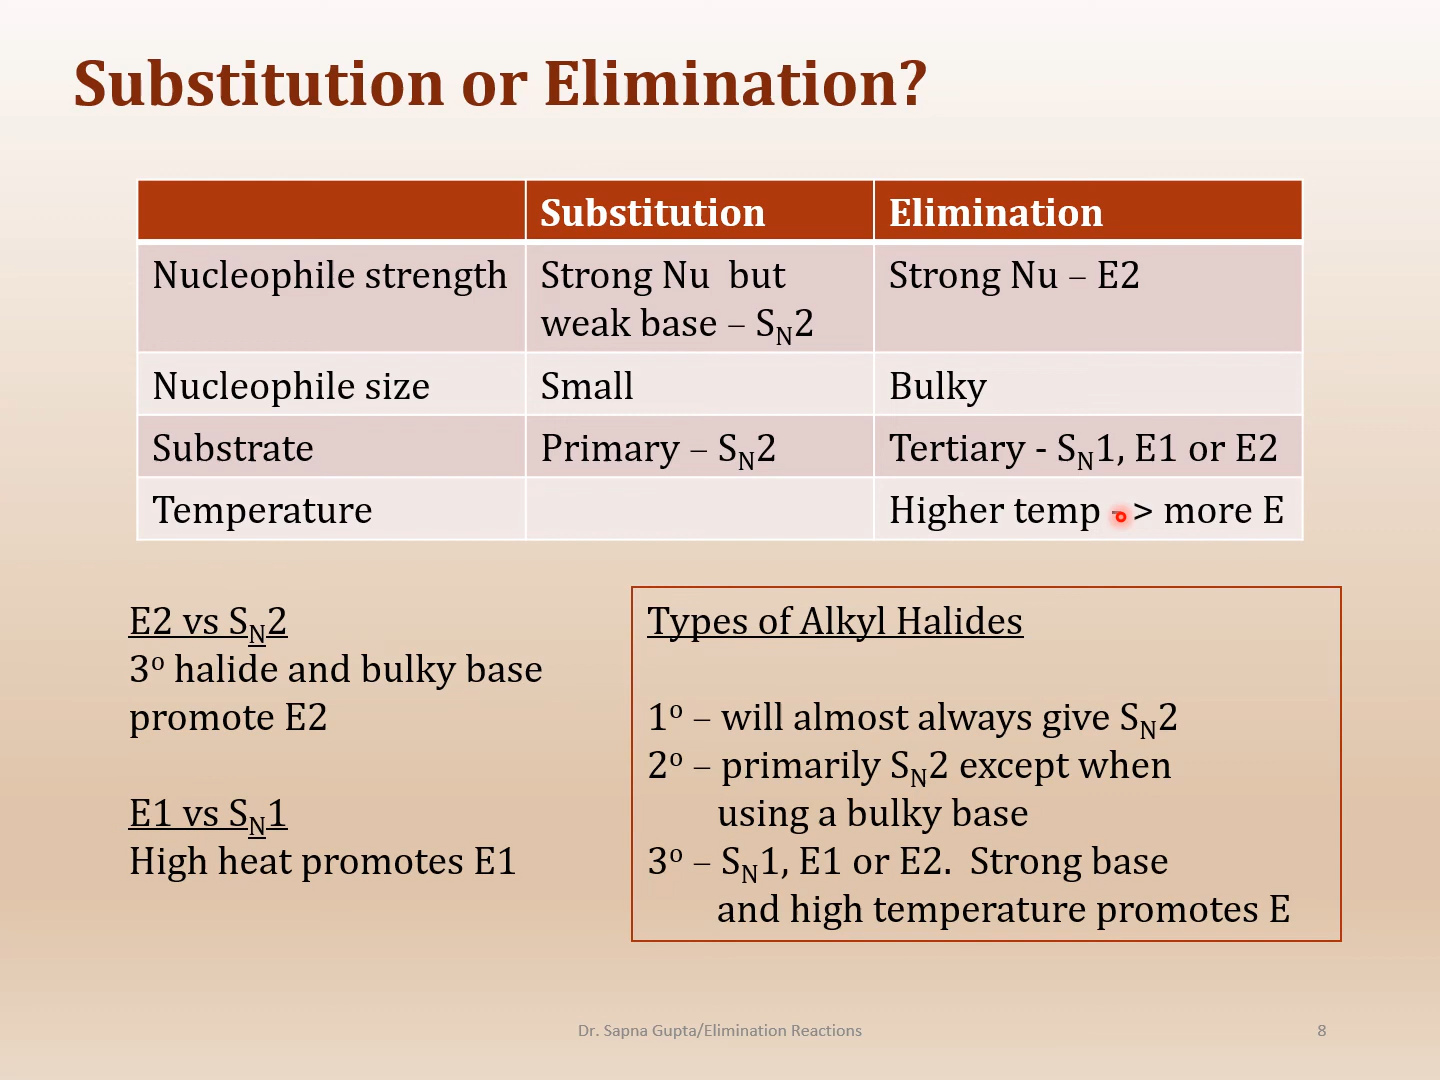 Substitution or Elimination?
Substitution Elimination
Nucleophile strength Strong Nu but Strong Nu – E2
weak base – SN2
Nucleophile size Small Bulky
Substrate Primary – SN2 Tertiary - SN1, E1 or E2
Temperature Higher temp -> more E
E2 vs SN2
3o halide and bulky base
promote E2
E1 vs SN1
High heat promotes E1
Types of Alkyl Halides
1o – will almost always give SN2
2o – primarily SN2 except when
using a bulky base
3o – SN1, E1 or E2. Strong base
and high temperature promotes E
Dr. Sapna Gupta/Elimination Reactions 8